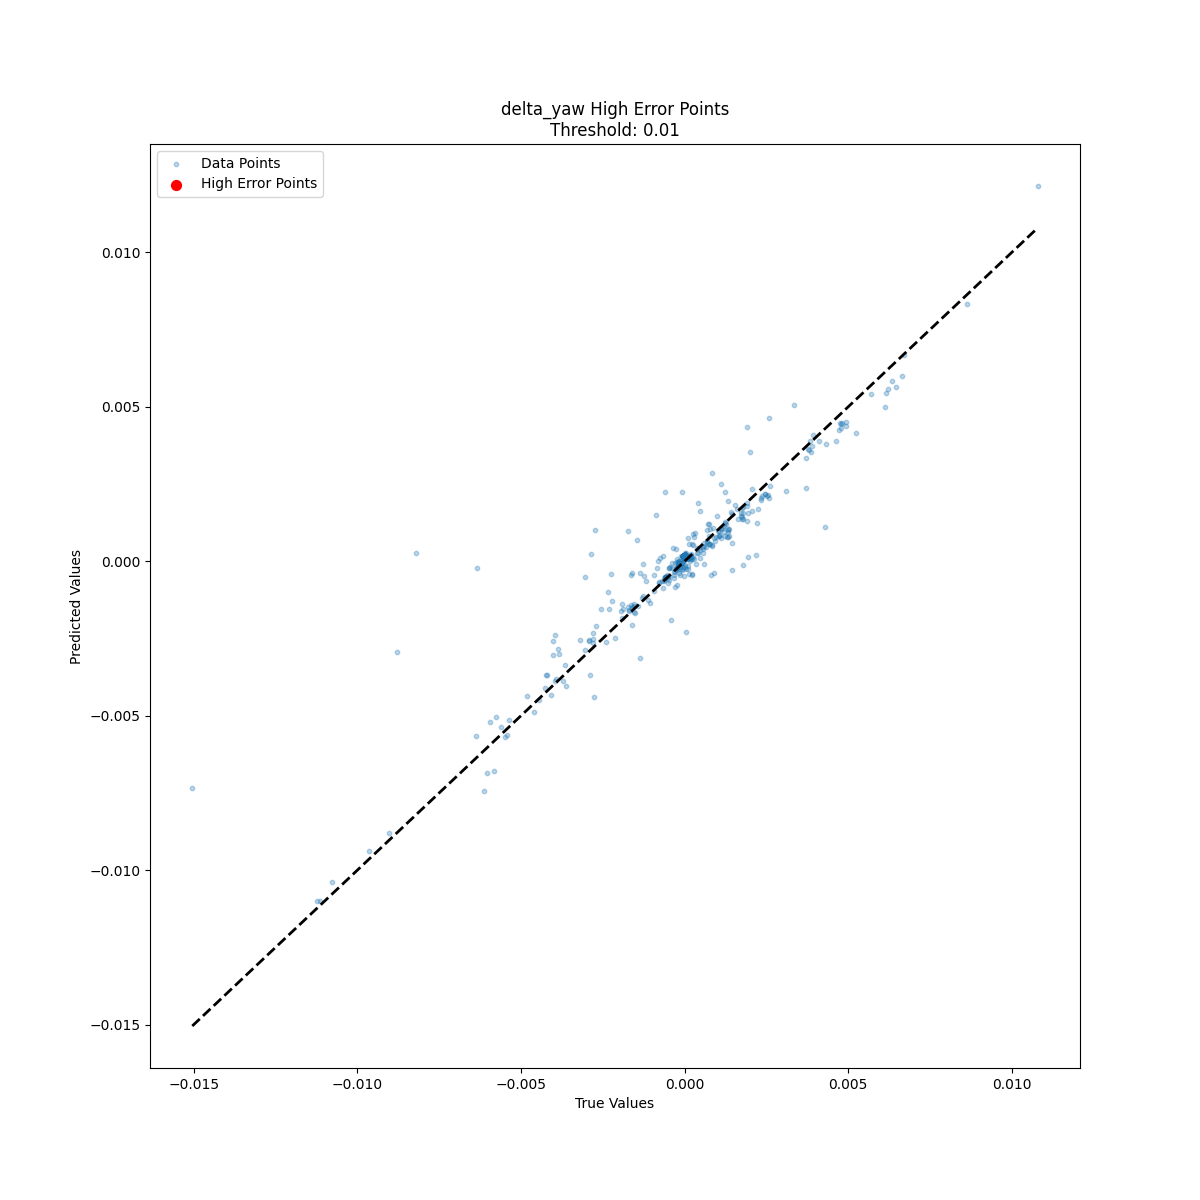 delta_yaw High Error Points
Threshold: 0.01
Data Points
High Error Points
0.010
0.005
0.000
−0.005
−0.010
−0.015
Predicted Values
−0.015
−0.010
−0.005
0.000
0.005
0.010
True Values